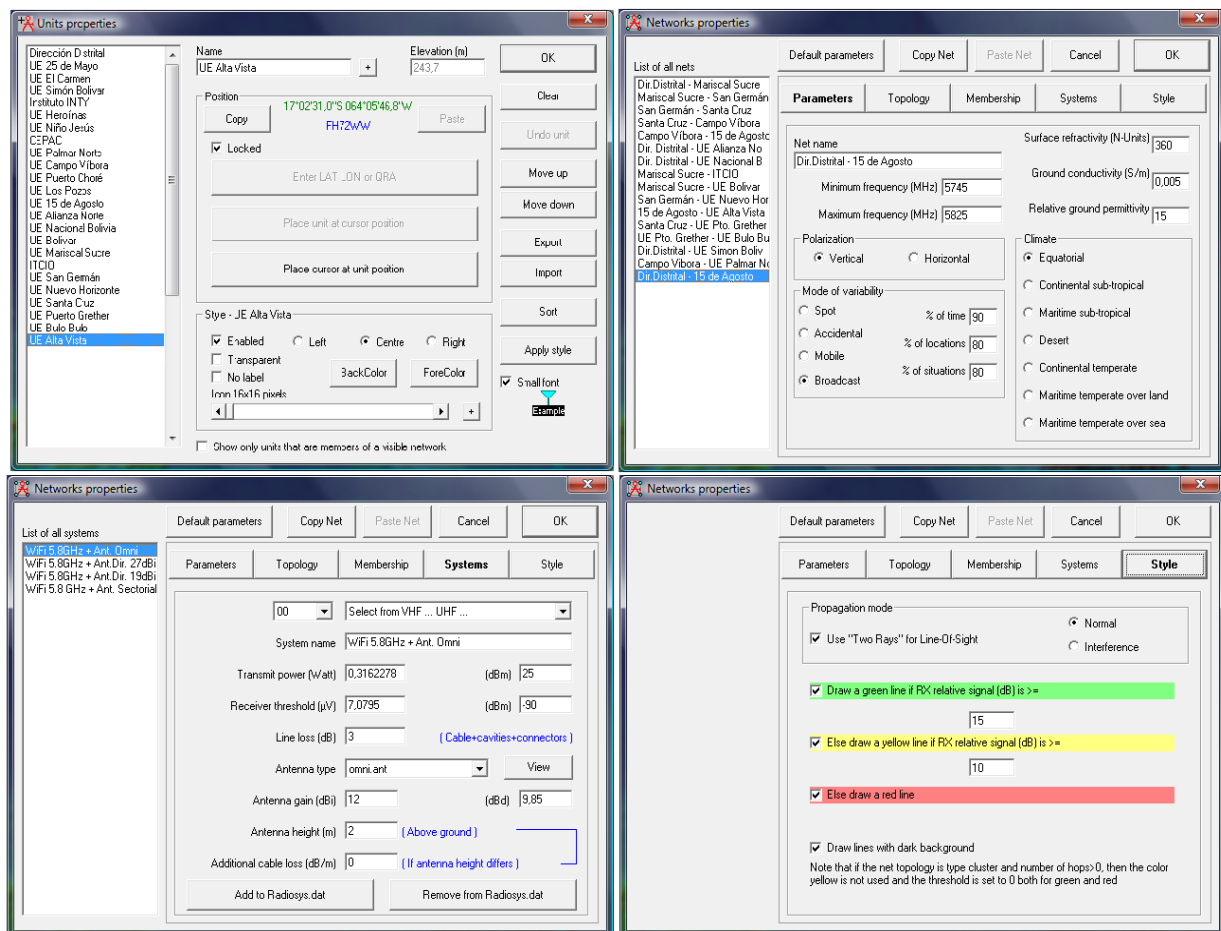 Units properties
Dirección Distrital
UE 25 de Mayo
UE El Carmen
UE Simón Bolivar
Instituto INTY
UE Heroínas
UE Niño Jesús
CEPAC
UE Palmar Norte
UE Campo Víbora
UE Puerto Choré
UE Los Pozos
UE 15 de Agosto
UE Alianza Norte
UE Nacional Bolivia
UE Bolivar
UE Mariscal Sucre
ITCIO
UE San Germán
UE Nuevo Horizonte
UE Santa Cruz
UE Puerto Grether
UE Bulo Bulo
UE Alta Vista
Name
UE Alta Vista
+
Elevation (m)
243,7
Position
Copy
17°02'31,0"S 064°05'46,8"W
FH72WW
Paste
Locked
Enter LAT LON or QRA
Place unit at cursor position
Place cursor at unit position
Style - UE Alta Vista
Enabled
Left
Centre
Right
Transparent
No label
BackColor
ForeColor
Icon 16x16 pixels
+
Show only units that are members of a visible network
OK
Clear
Undo unit
Move up
Move down
Export
Import
Sort
Apply style
Small font
Example
Networks properties
Default parameters
Copy Net
Paste Net
Cancel
OK
List of all nets
Dir.Distrital - Mariscal Sucre
Mariscal Sucre - San Germán
San Germán - Santa Cruz
Santa Cruz - Campo Víbora
Campo Víbora - 15 de Agosto
Dir. Distrital - UE Alianza No
Dir. Distrital - UE Nacional B
Mariscal Sucre - ITCIO
Mariscal Sucre - UE Bolivar
San Germán - UE Nuevo Hor
15 de Agosto - UE Alta Vista
Santa Cruz - UE Pto. Grether
UE Pto. Grether - UE Bulo Bu
Dir.Distrital - UE Simon Boliv
Campo Vibora - UE Palmar No
Dir.Distrital - 15 de Agosto
Parameters
Topology
Membership
Systems
Style
Net name
Dir.Distrital - 15 de Agosto
Minimum frequency (MHz) 5745
Maximum frequency (MHz) 5825
Surface refractivity (N-Units) 360
Ground conductivity (S/m) 0,005
Relative ground permittivity 15
Polarization
Vertical
Horizontal
Mode of variability
Spot
Accidental
Mobile
Broadcast
% of time 90
% of locations 80
% of situations 80
Climate
Equatorial
Continental sub-tropical
Maritime sub-tropical
Desert
Continental temperate
Maritime temperate over land
Maritime temperate over sea
Networks properties
Default parameters
Copy Net
Paste Net
Cancel
OK
List of all systems
WiFi 5.8GHz + Ant. Omni
WiFi 5.8GHz + Ant.Dir. 27dBi
WiFi 5.8GHz + Ant.Dir. 19dBi
WiFi 5.8 GHz + Ant. Sectorial
Parameters
Topology
Membership
Systems
Style
00
Select from VHF ... UHF ...
System name WiFi 5.8GHz + Ant. Omni
Transmit power (Watt) 0,3162278 (dBm) 25
Receiver threshold (µV) 7,0795 (dBm) -90
Line loss (dB) 3 ( Cable+cavities+connectors )
Antenna type omni.ant View
Antenna gain (dBi) 12 (dBd) 9,85
Antenna height (m) 2 ( Above ground )
Additional cable loss (dB/m) 0 ( If antenna height differs )
Add to Radiosys.dat
Remove from Radiosys.dat
Networks properties
Default parameters
Copy Net
Paste Net
Cancel
OK
Parameters
Topology
Membership
Systems
Style
Propagation mode
Use "Two Rays" for Line-Of-Sight
Normal
Interference
Draw a green line if RX relative signal (dB) is >=
15
Else draw a yellow line if RX relative signal (dB) is >=
10
Else draw a red line
Draw lines with dark background
Note that if the net topology is type cluster and number of hops>0, then the color
yellow is not used and the threshold is set to 0 both for green and red